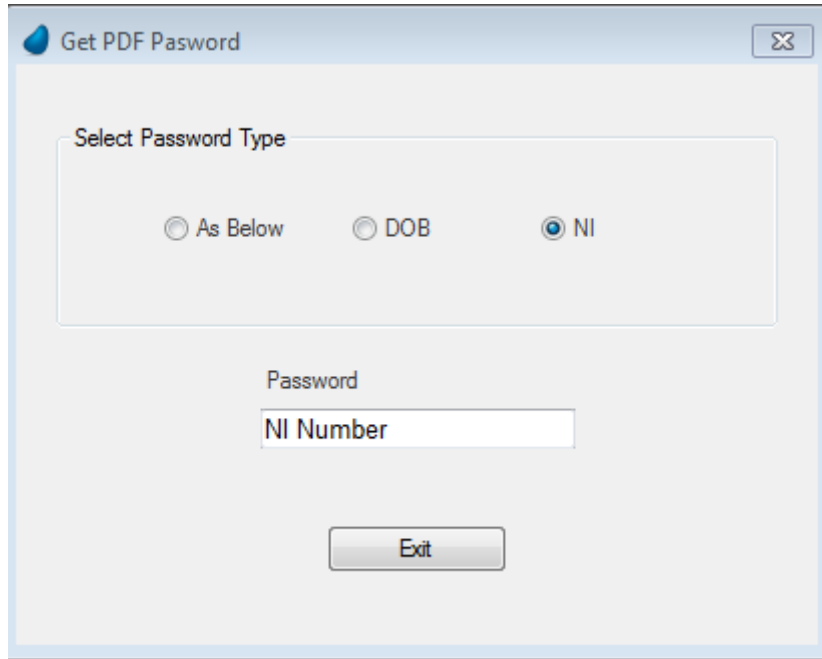 Get PDF Pasword
Select Password Type
As Below DOB NI
Password
NI Number
Exit